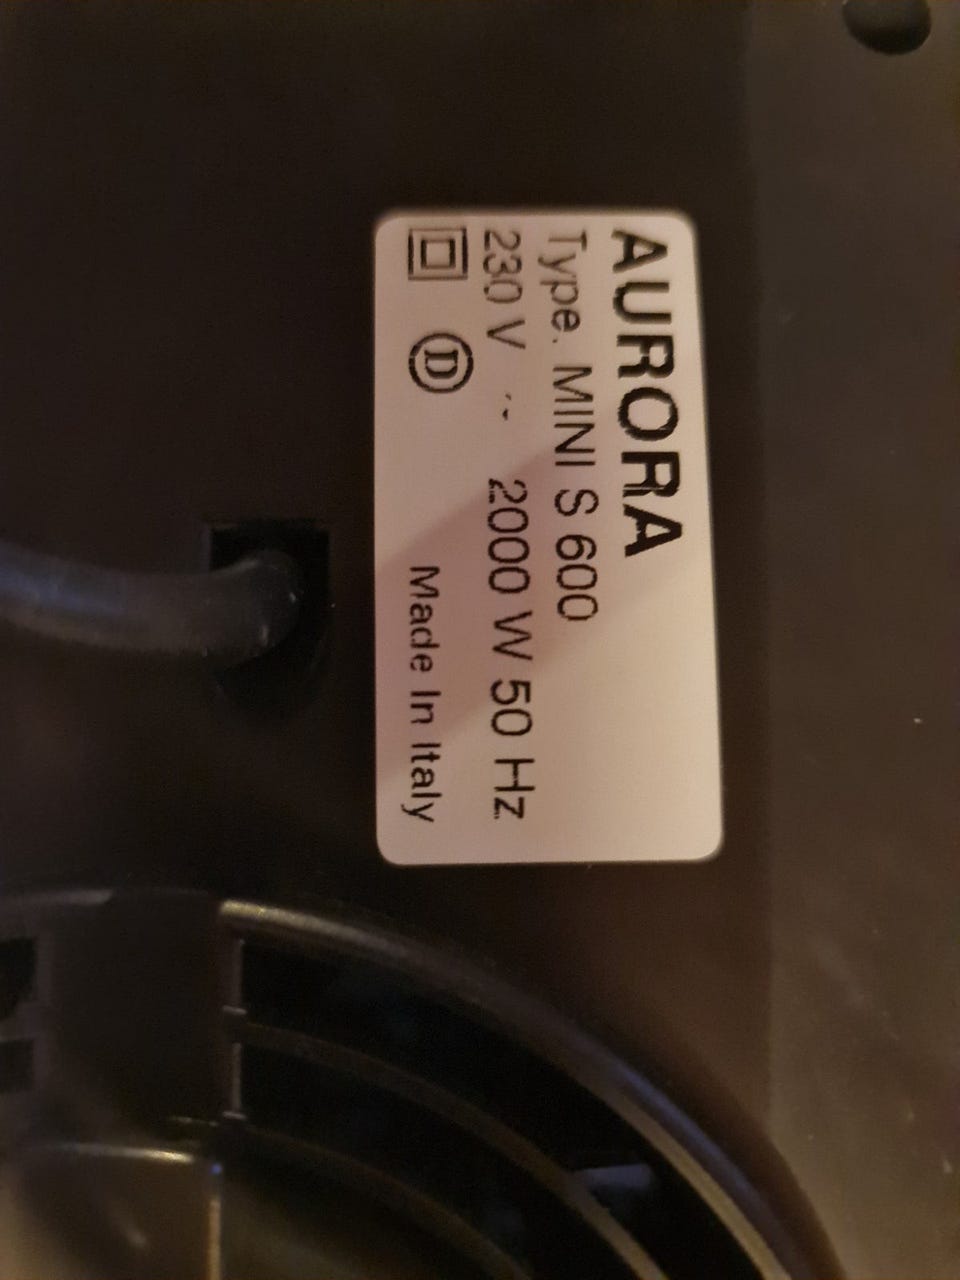 AURORA
Type. MINI S 600
230 V ~ 2000 W 50 Hz
D Made In Italy